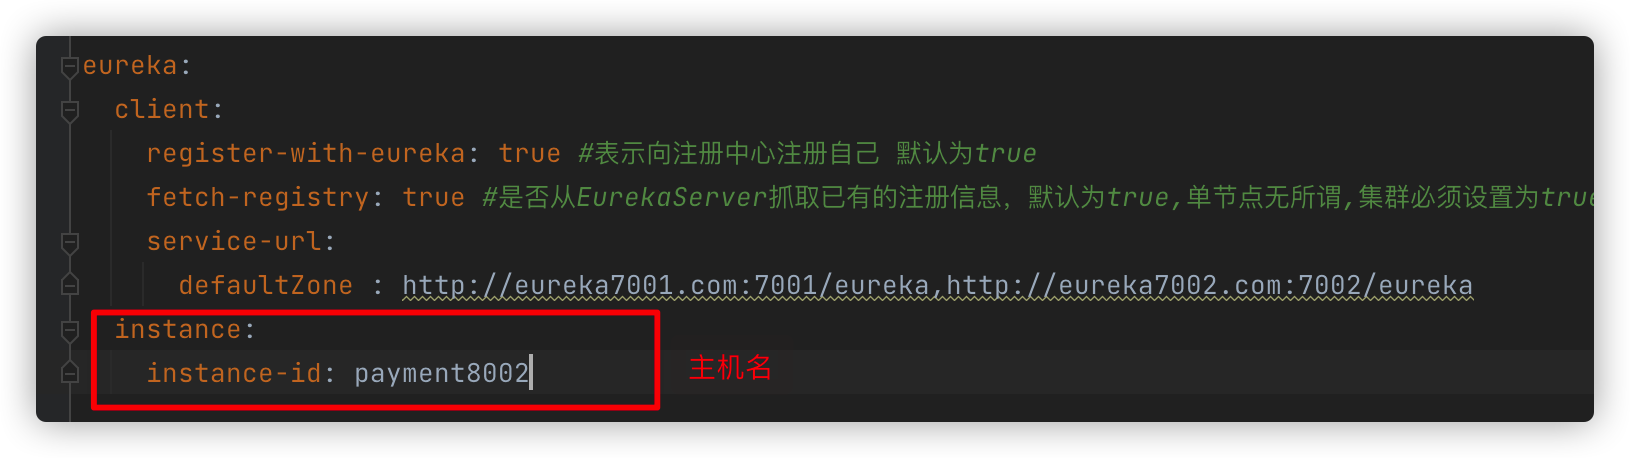 eureka:
client:
register-with-eureka: true #表示向注册中心注册自己 默认为true
fetch-registry: true #是否从EurekaServer抓取已有的注册信息，默认为true,单节点无所谓,集群必须设置为true
service-url:
defaultZone : http://eureka7001.com:7001/eureka,http://eureka7002.com:7002/eureka
instance:
instance-id: payment8002
主机名